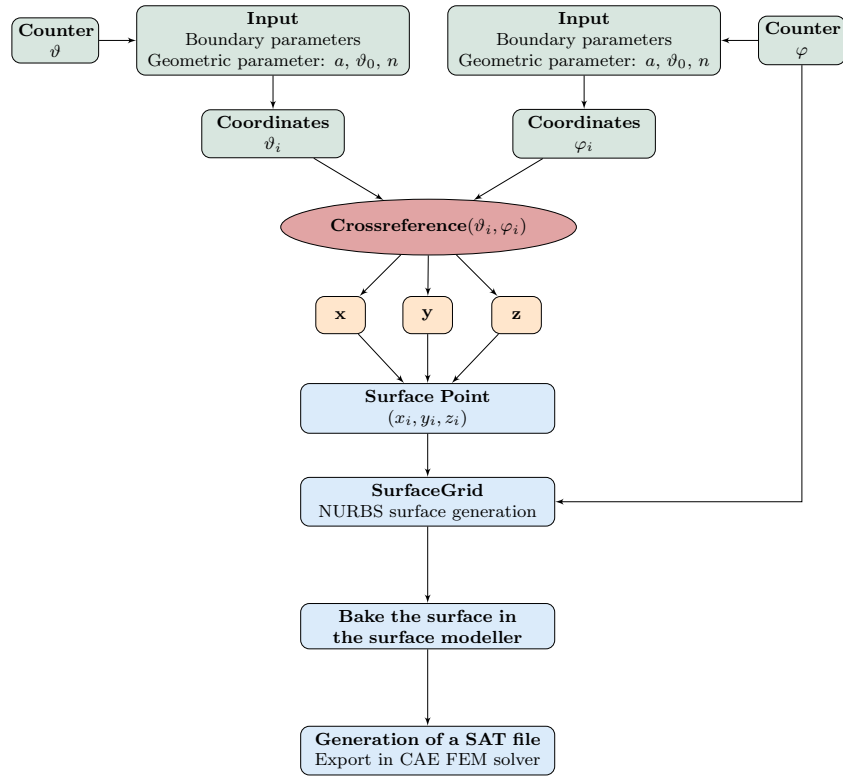 Counter
ϑ
Input
Boundary parameters
Geometric parameter: a, ϑ₀, n
Input
Boundary parameters
Geometric parameter: a, ϑ₀, n
Counter
φ
Coordinates
ϑᵢ
Coordinates
φᵢ
Crossreference(ϑᵢ, φᵢ)
x
y
z
Surface Point
(xᵢ, yᵢ, zᵢ)
SurfaceGrid
NURBS surface generation
Bake the surface in
the surface modeller
Generation of a SAT file
Export in CAE FEM solver